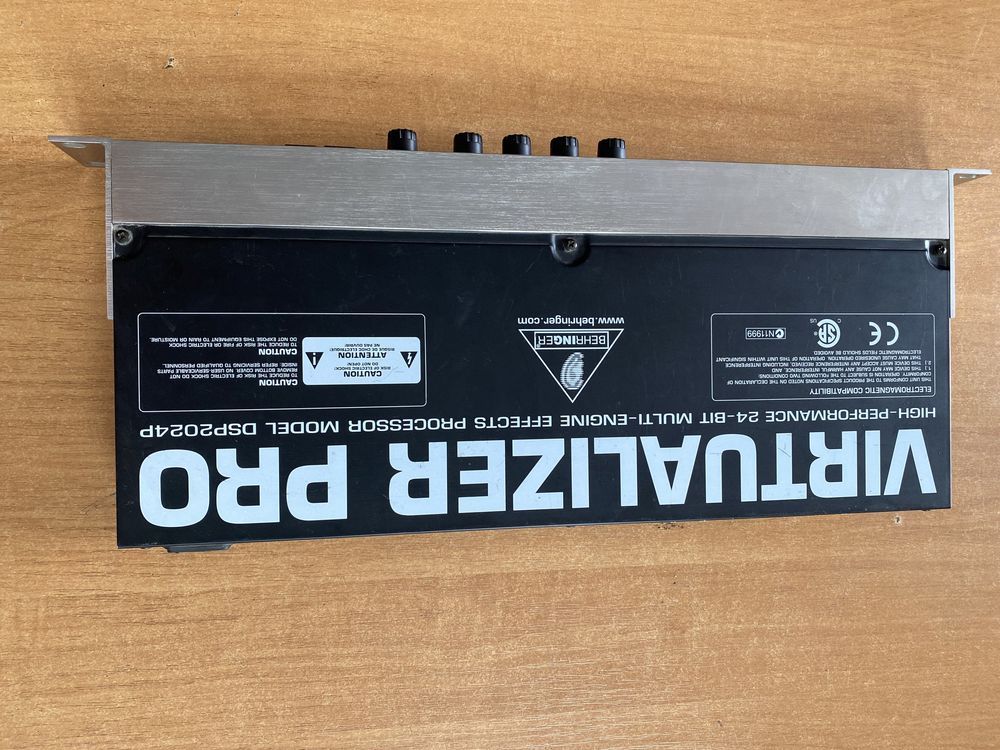 VIRTUALIZER PRO
HIGH-PERFORMANCE 24-BIT MULTI-ENGINE EFFECTS PROCESSOR MODEL DSP2024P
ELECTROMAGNETIC COMPATIBILITY
THIS UNIT CONFORMS TO THE PRODUCT SPECIFICATIONS NOTED ON THE DECLARATION OF
CONFORMITY. OPERATION IS SUBJECT TO THE FOLLOWING TWO CONDITIONS:
1.) THIS DEVICE MAY NOT CAUSE ANY HARMFUL INTERFERENCE, AND
2.) THIS DEVICE MUST ACCEPT ANY INTERFERENCE RECEIVED, INCLUDING INTERFERENCE
THAT MAY CAUSE UNDESIRED OPERATION. OPERATION OF THIS UNIT WITHIN SIGNIFICANT
ELECTROMAGNETIC FIELDS SHOULD BE AVOIDED
CE
C SA US
N11999
BEHRINGER
www.behringer.com
CAUTION
RISK OF ELECTRIC SHOCK!
DO NOT OPEN!
ATTENTION
RISQUE DE CHOC ELECTRIQUE!
NE PAS OUVRIR!
CAUTION
TO REDUCE THE RISK OF ELECTRIC SHOCK DO NOT
REMOVE BOTTOM COVER. NO USER SERVICEABLE PARTS
INSIDE. REFER SERVICING TO QUALIFIED PERSONNEL.
CAUTION
TO REDUCE THE RISK OF FIRE OR ELECTRIC SHOCK
DO NOT EXPOSE THIS EQUIPMENT TO RAIN OR MOISTURE.